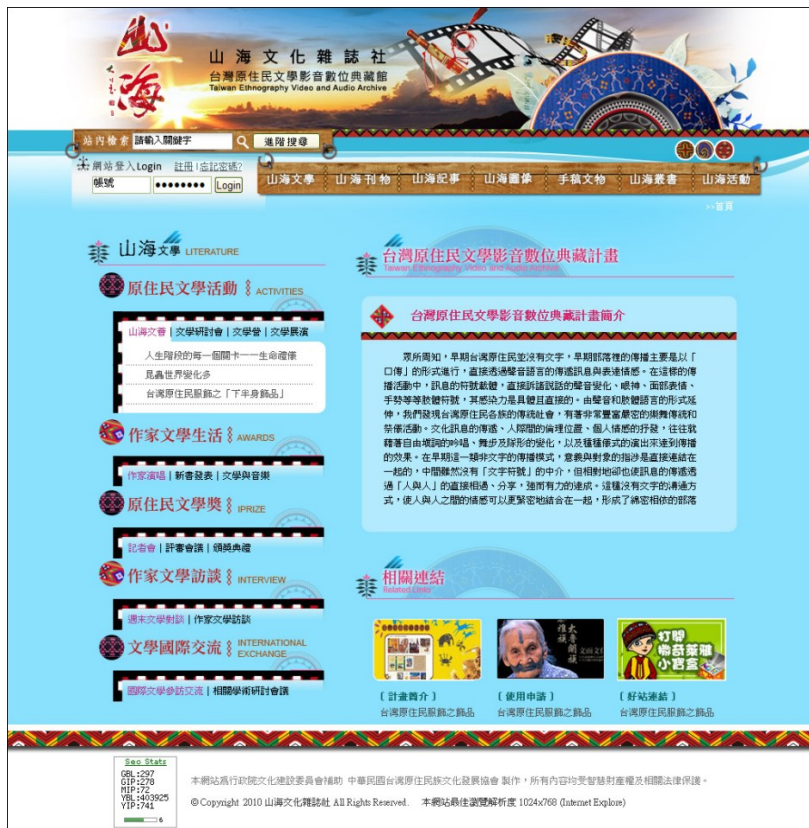 山海
山海文化雜誌社
台灣原住民文學影音數位典藏館
Taiwan Ethnography Video and Audio Archive
站內檢索 請輸入關鍵字 進階搜尋
網站登入Login 註冊 | 忘記密碼?
帳號 Login
山海文學 山海刊物 山海記事 山海圖像 手稿文物 山海叢書 山海活動
>>首頁
山海文學 LITERATURE
原住民文學活動 ACTIVITIES
山海文薈 | 文學研討會 | 文學營 | 文學展演
人生階段的每一個關卡──生命禮儀
昆蟲世界變化多
台灣原住民服飾之「下半身飾品」
作家文學生活 AWARDS
作家演唱 | 新書發表 | 文學與音樂
原住民文學獎 IPRIZE
記者會 | 評審會議 | 頒獎典禮
作家文學訪談 INTERVIEW
週末文學對談 | 作家文學訪談
文學國際交流 INTERNATIONAL EXCHANGE
國際文學參訪交流 | 相關學術研討會議
台灣原住民文學影音數位典藏計畫
Taiwan Ethnography Video and Audio Archive
台灣原住民文學影音數位典藏計畫簡介
眾所周知，早期台灣原住民並沒有文字，早期部落裡的傳播主要是以「
口傳」的形式進行，直接透過聲音語言的傳遞訊息與表達情感。在這樣的傳
播活動中，訊息的符號載體，直接訴諸說話的聲音變化、眼神、面部表情、
手勢等等肢體符號，其感染力是具體且直接的。由聲音和肢體語言的形式延
伸，我們發現台灣原住民各族的傳統社會，有著非常豐富嚴密的樂舞傳統和
祭儀活動。文化訊息的傳遞、人際間的倫理位置、個人情感的抒發，往往就
藉著自由填詞的吟唱、舞步及隊形的變化，以及種種儀式的演出來達到傳播
的效果。在早期這一類非文字的傳播模式，意義與對象的指涉是直接連結在
一起的，中間雖然沒有「文字符號」的中介，但相對地卻也使訊息的傳遞透
過「人與人」的直接相遇、分享，強而有力的達成。這種沒有文字的溝通方
式，使人與人之間的情感可以更緊密地結合在一起，形成了綿密相依的部落
相關連結
Related Links
打開
小寶盒
〔計畫簡介〕 〔使用申請〕 〔好站連結〕
台灣原住民服飾之飾品 台灣原住民服飾之飾品 台灣原住民服飾之飾品
Seo Stats
GBL:297
GIP:278
MIP:72
YBL:403925
YIP:741
6
本網站為行政院文化建設委員會補助 中華民國台灣原住民族文化發展協會 製作，所有內容均受智慧財產權及相關法律保護。
© Copyright 2010 山海文化雜誌社 All Rights Reserved. 本網站最佳瀏覽解析度 1024x768 (Internet Explore)